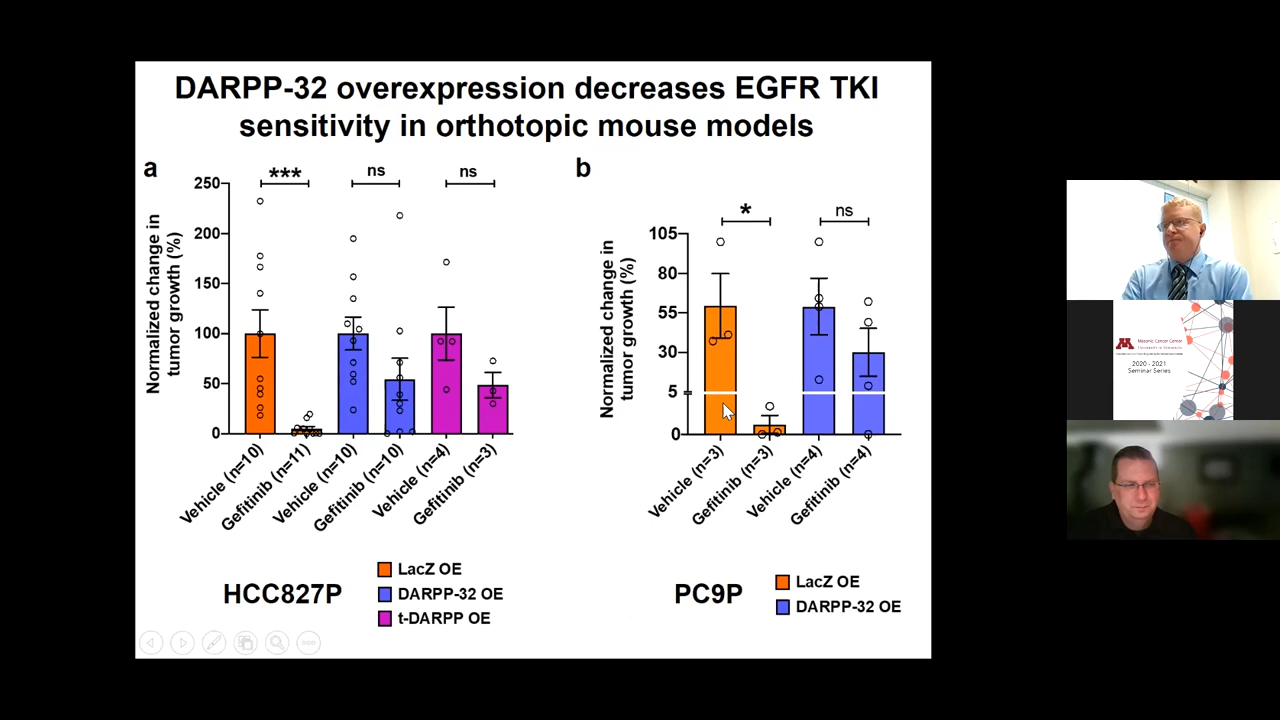 DARPP-32 overexpression decreases EGFR TKI
sensitivity in orthotopic mouse models
a
Normalized change in
tumor growth (%)
250
200
150
100
50
0
***
ns
ns
Vehicle (n=10)
Gefitinib (n=11)
Vehicle (n=10)
Gefitinib (n=10)
Vehicle (n=4)
Gefitinib (n=3)
HCC827P
LacZ OE
DARPP-32 OE
t-DARPP OE
b
Normalized change in
tumor growth (%)
105
80
55
30
5
0
*
ns
Vehicle (n=3)
Gefitinib (n=3)
Vehicle (n=4)
Gefitinib (n=4)
PC9P
LacZ OE
DARPP-32 OE
M
Masonic Cancer Center
2020 - 2021
Seminar Series